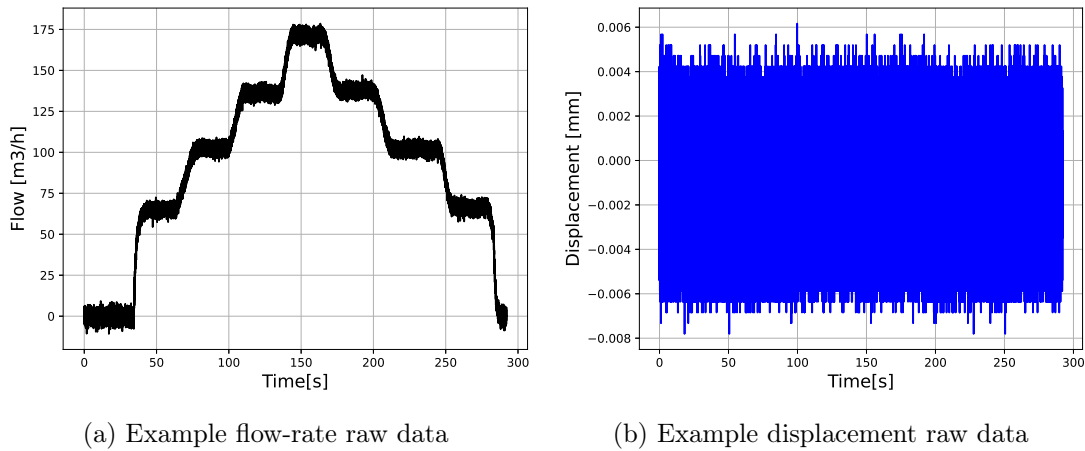 175
150
125
100
75
50
25
0
Flow [m3/h]
0 50 100 150 200 250 300
Time[s]
(a) Example flow-rate raw data
0.006
0.004
0.002
0.000
−0.002
−0.004
−0.006
−0.008
Displacement [mm]
0 50 100 150 200 250 300
Time[s]
(b) Example displacement raw data